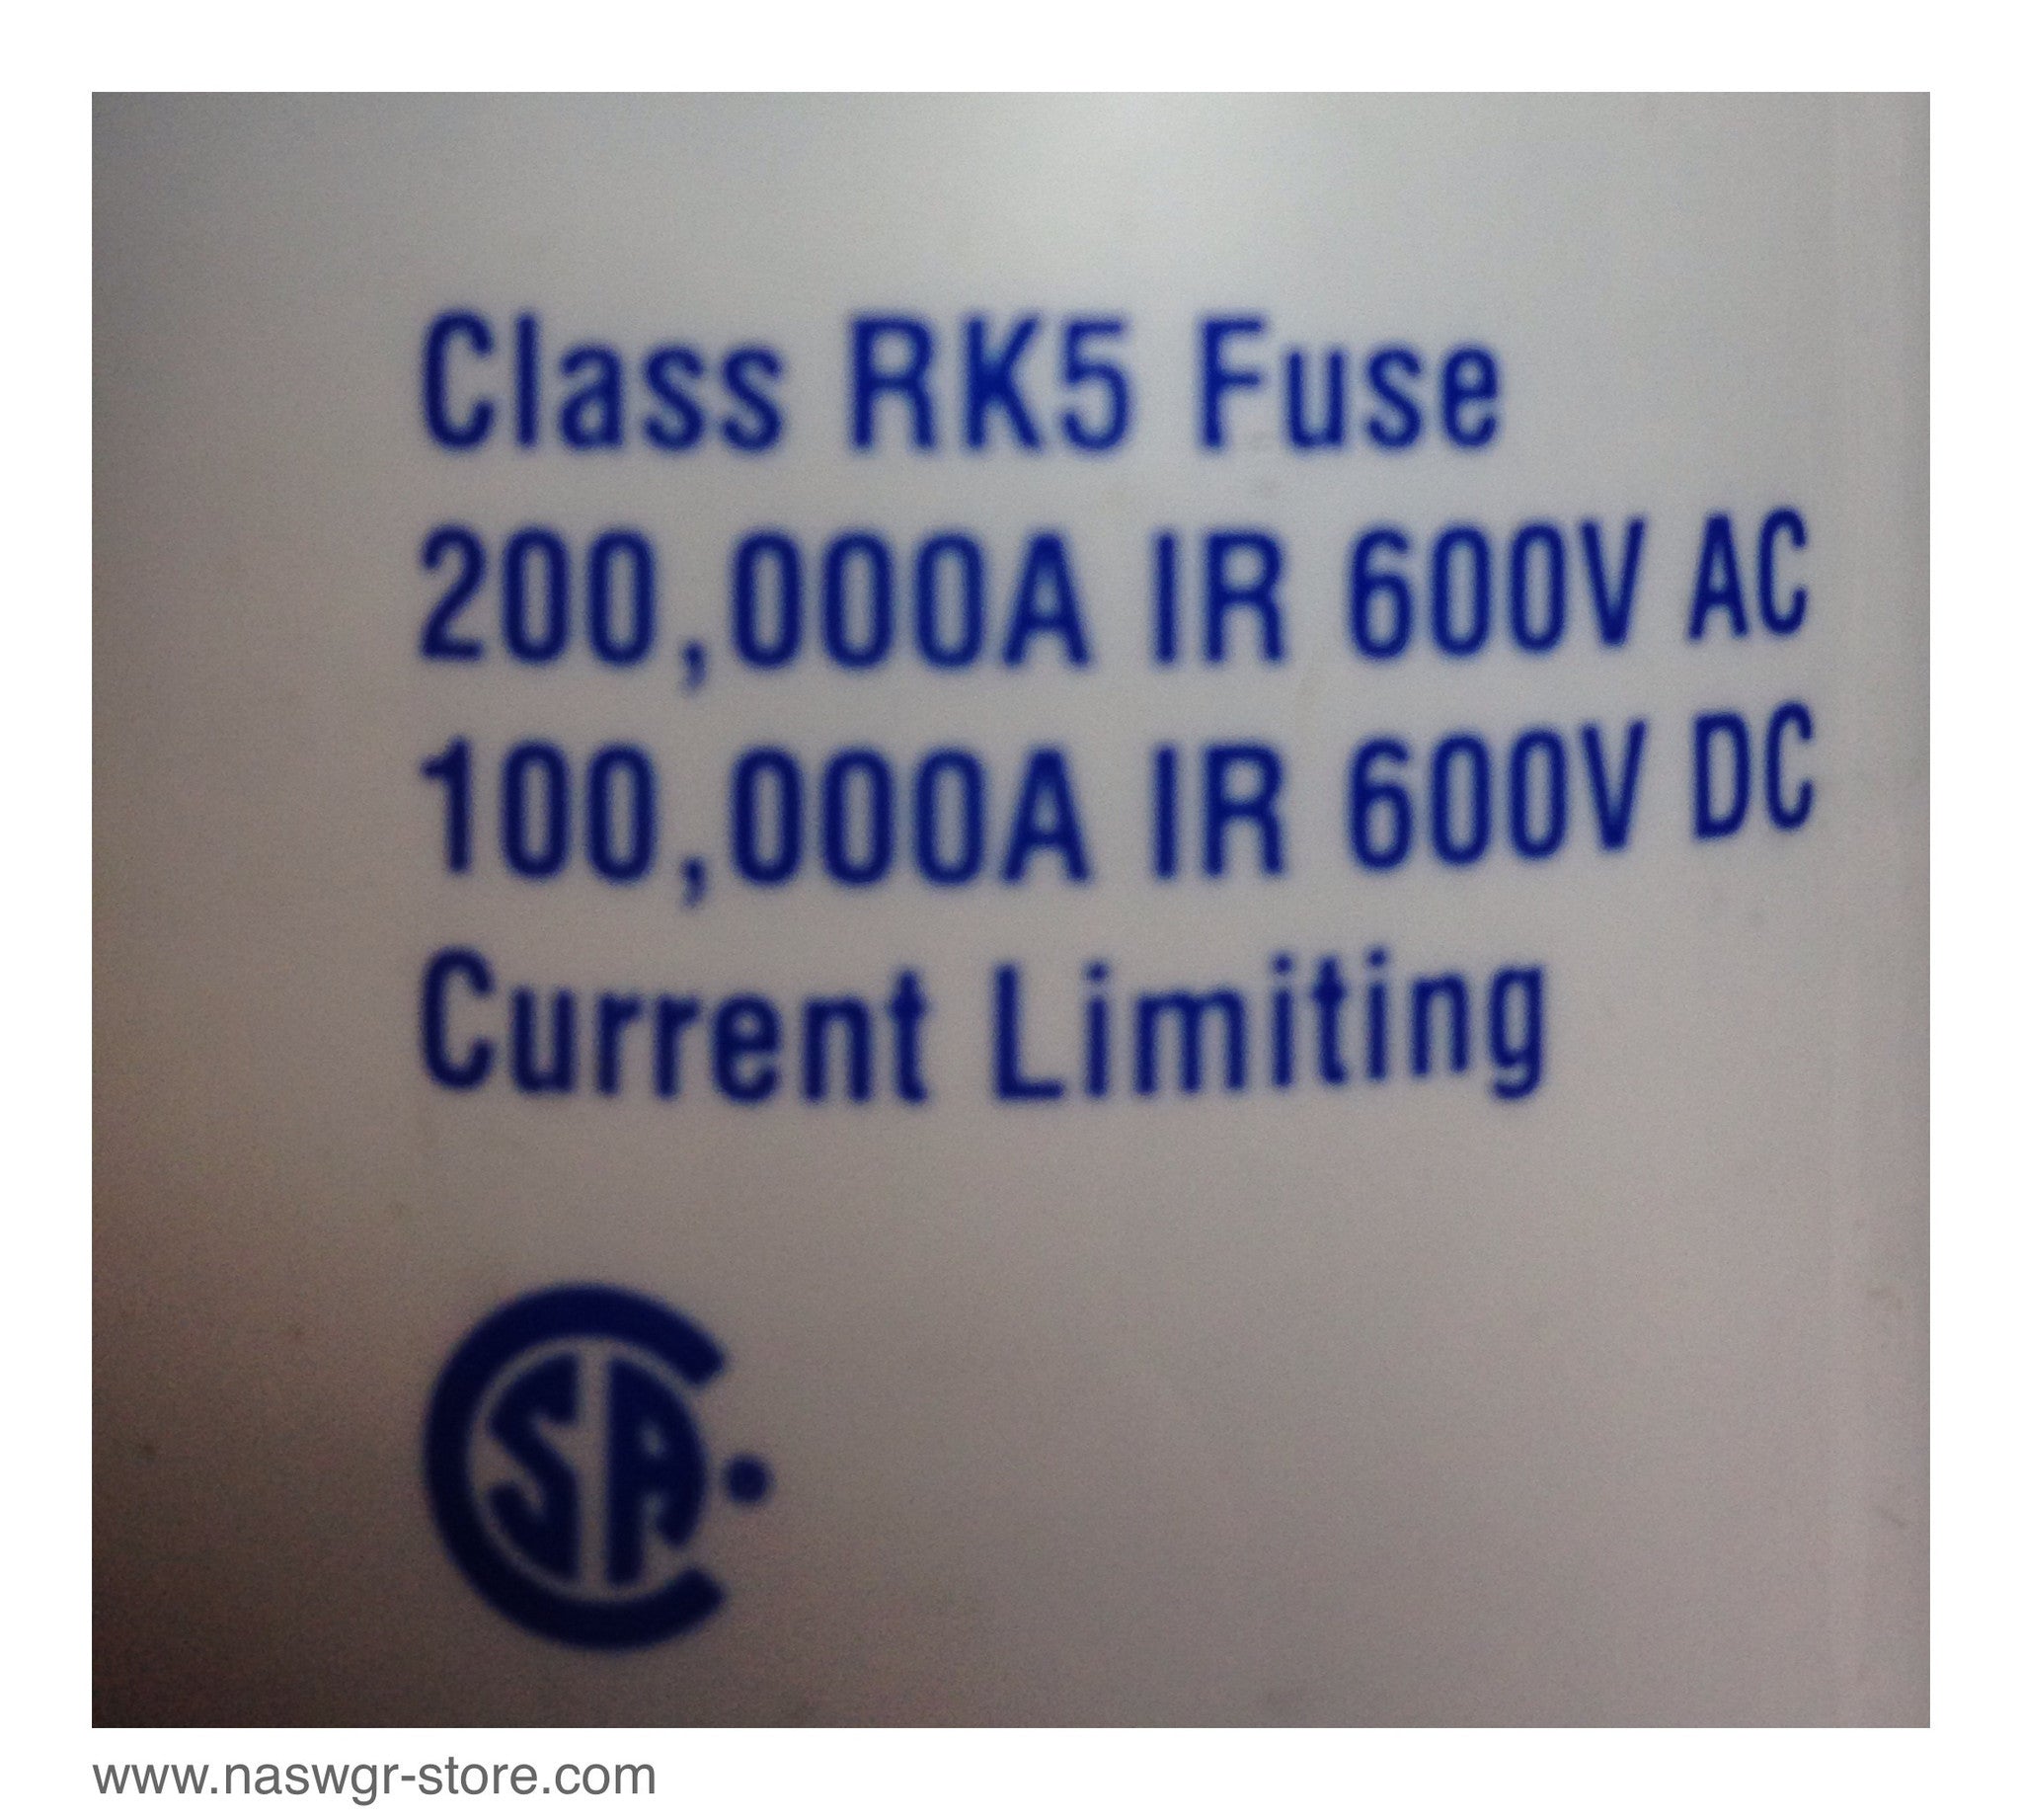 Class RK5 Fuse
200,000A IR 600V AC
100,000A IR 600V DC
Current Limiting
CSA
www.naswgr-store.com